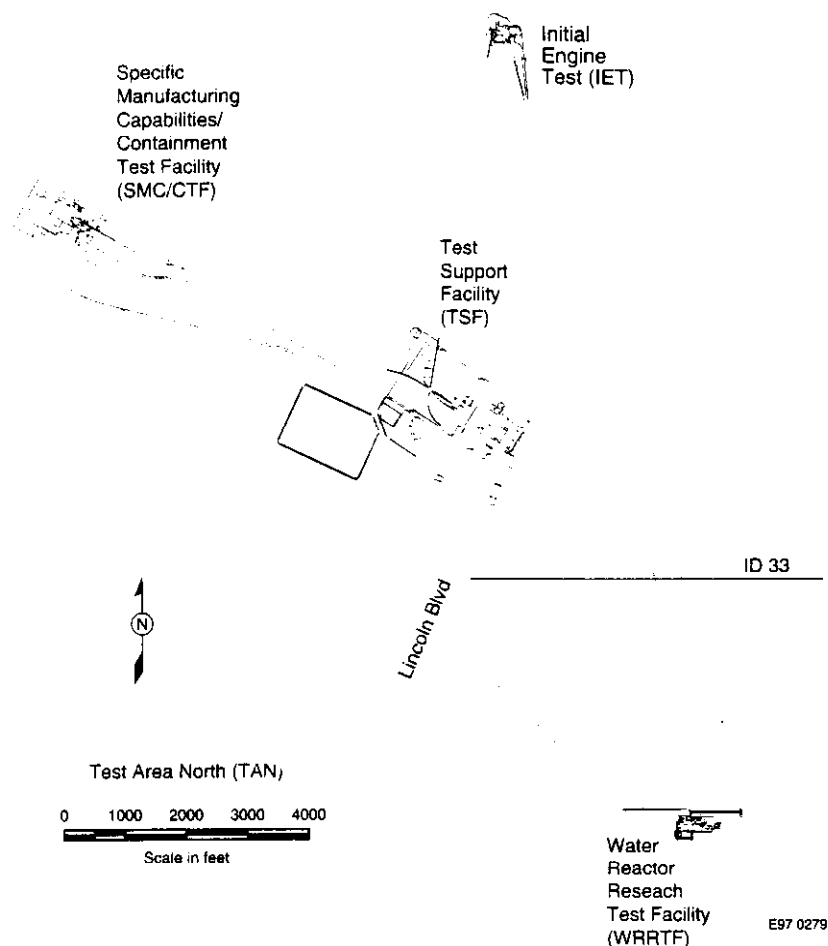 Initial
Engine
Test (IET)
Specific
Manufacturing
Capabilities/
Containment
Test Facility
(SMC/CTF)
Test
Support
Facility
(TSF)
ID 33
Lincoln Blvd
N
Test Area North (TAN)
0 1000 2000 3000 4000
Scale in feet
Water
Reactor
Reseach
Test Facility
(WRRTF)
E97 0279